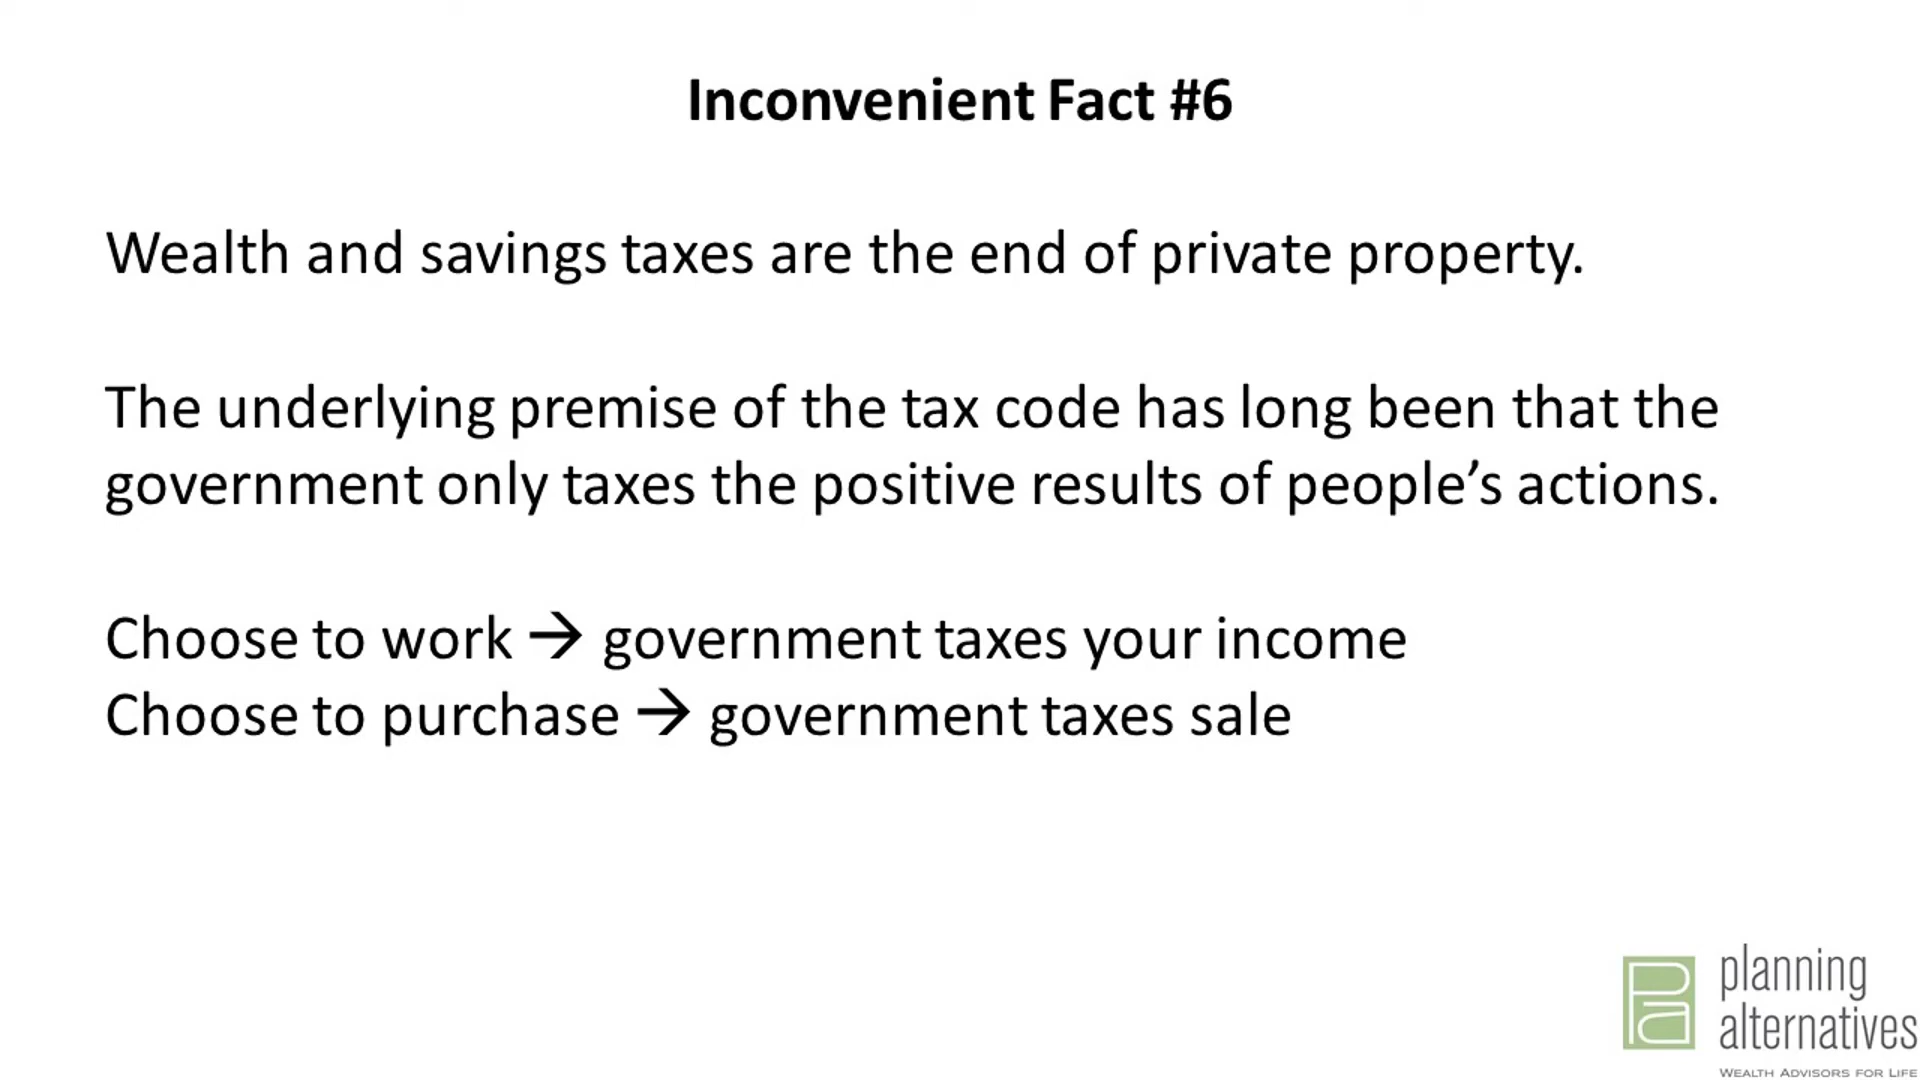 Inconvenient Fact #6
Wealth and savings taxes are the end of private property.
The underlying premise of the tax code has long been that the
government only taxes the positive results of people’s actions.
Choose to work → government taxes your income
Choose to purchase → government taxes sale
pa
planning
alternatives
WEALTH ADVISORS FOR LIFE